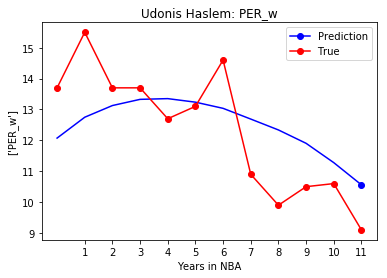 Udonis Haslem: PER_w
Prediction
True
['PER_w']
15
14
13
12
11
10
9
1 2 3 4 5 6 7 8 9 10 11
Years in NBA